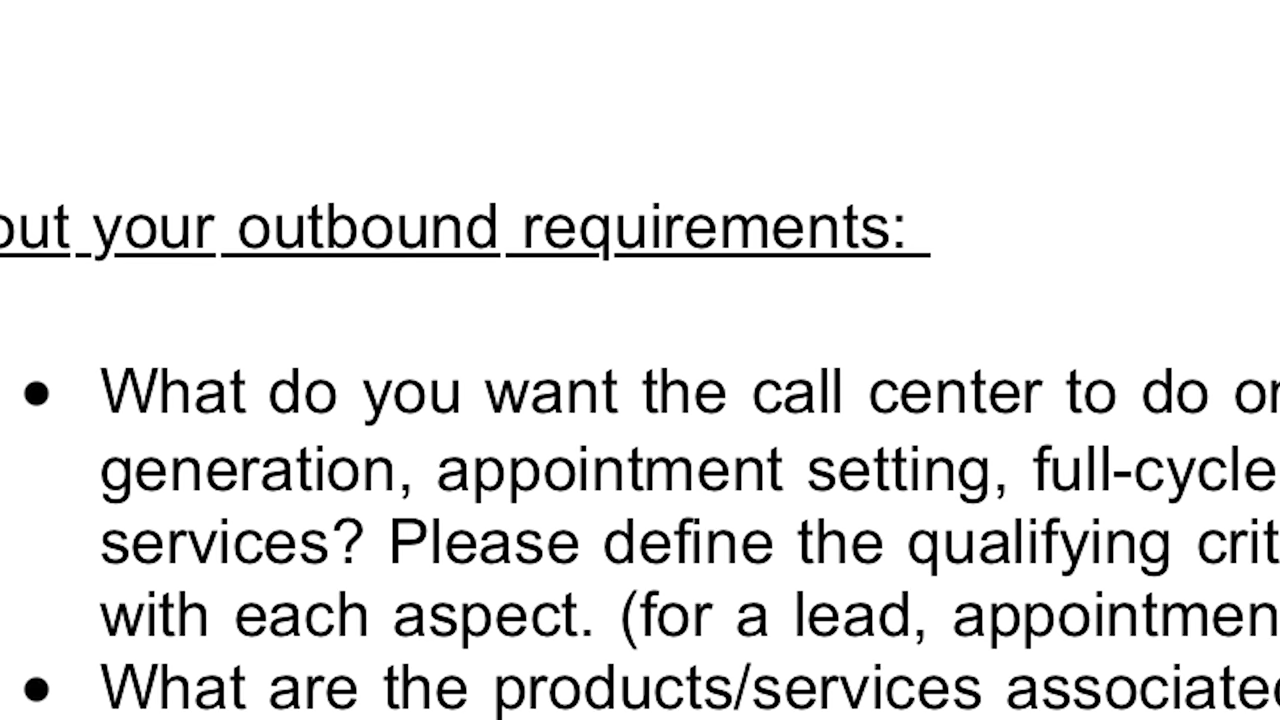 out your outbound requirements:
• What do you want the call center to do or
generation, appointment setting, full-cycle
services? Please define the qualifying crit
with each aspect. (for a lead, appointmen
• What are the products/services associated